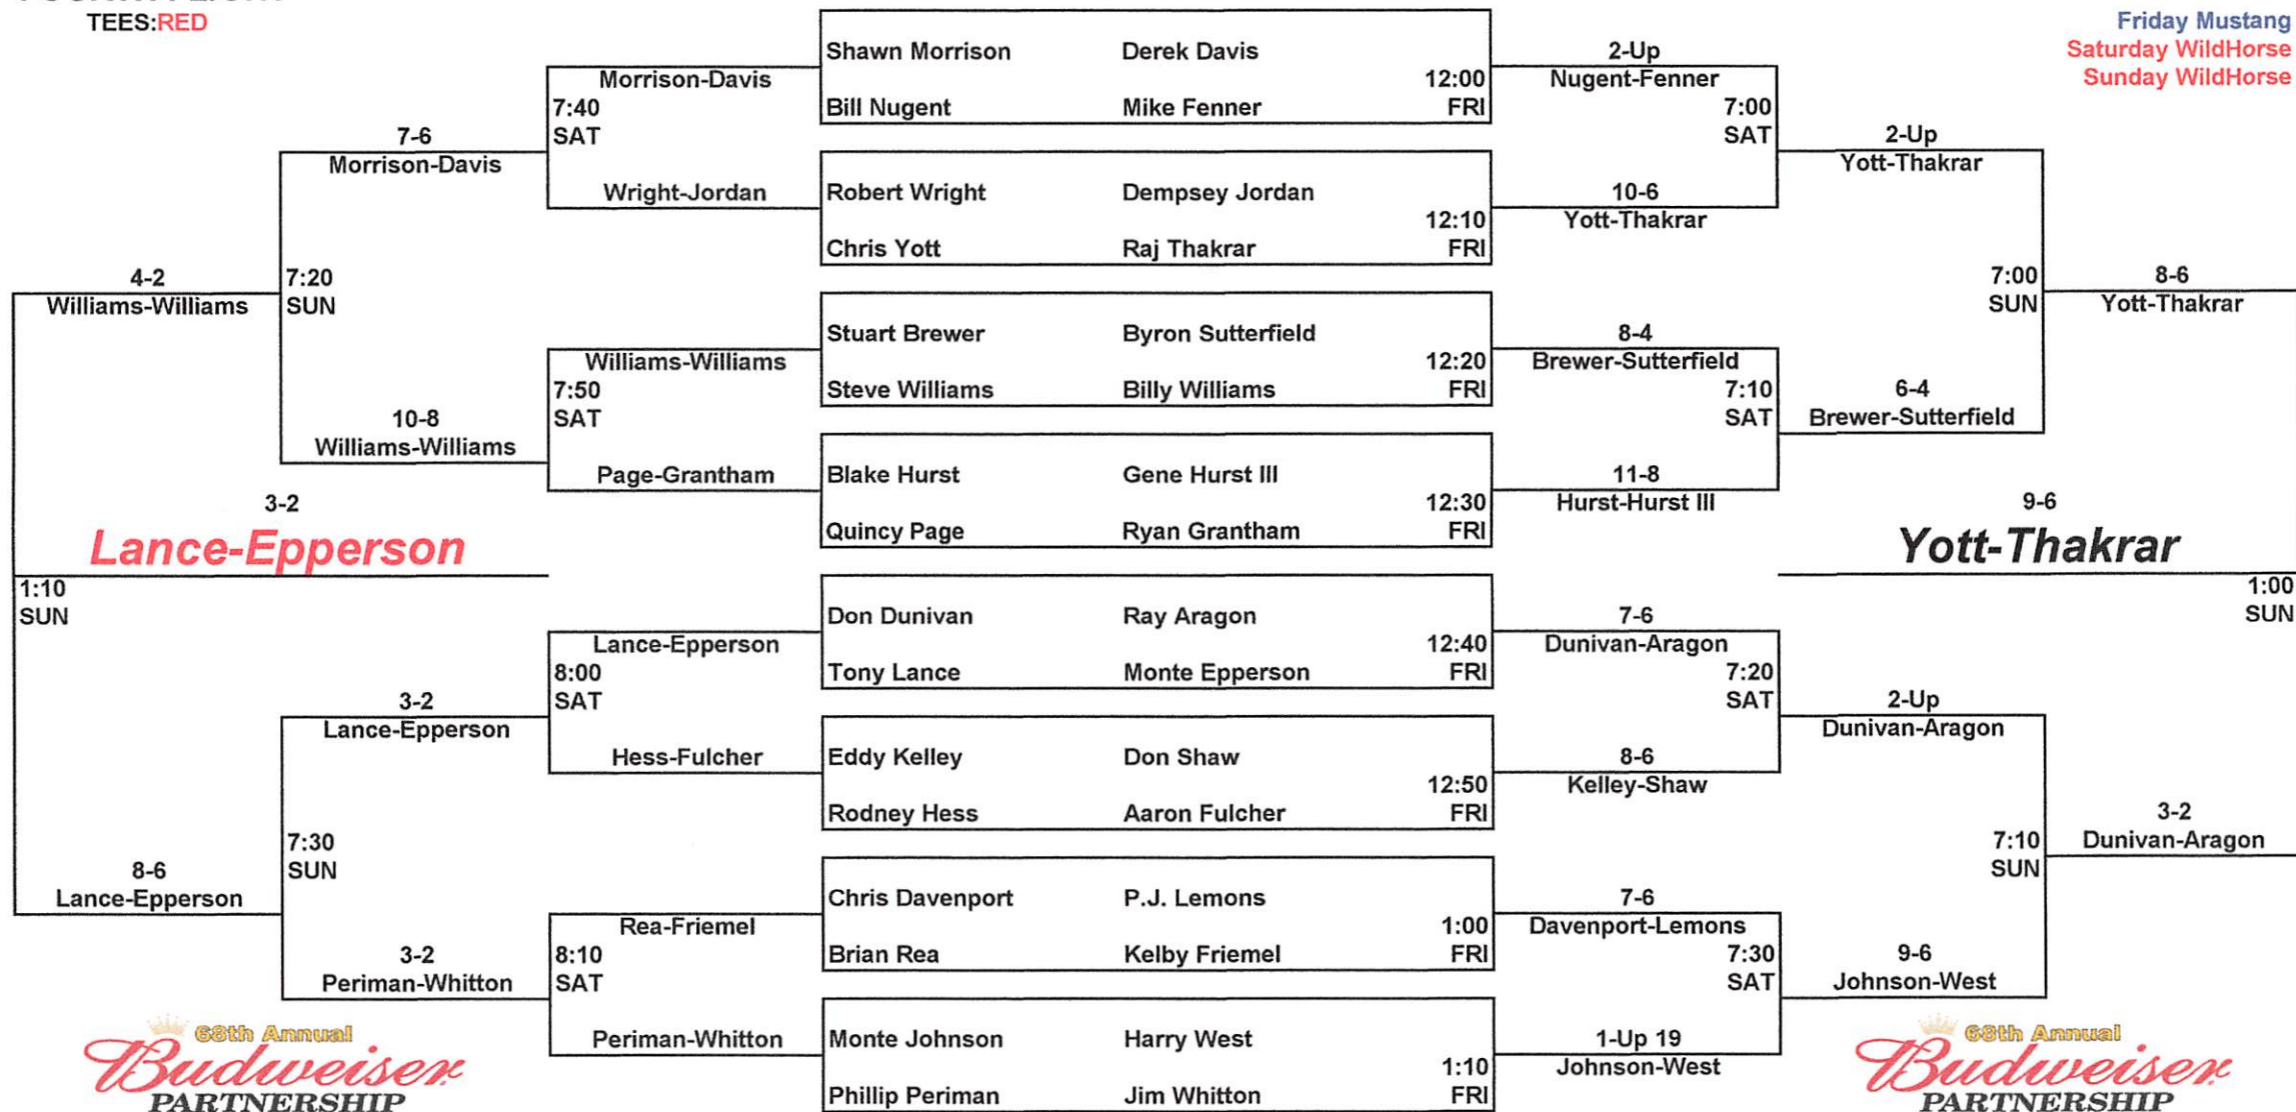 TEES:RED
Friday Mustang
Saturday WildHorse
Sunday WildHorse
Shawn Morrison Derek Davis
12:00
Bill Nugent Mike Fenner FRI
Robert Wright Dempsey Jordan
12:10
Chris Yott Raj Thakrar FRI
Stuart Brewer Byron Sutterfield
12:20
Steve Williams Billy Williams FRI
Blake Hurst Gene Hurst III
12:30
Quincy Page Ryan Grantham FRI
Don Dunivan Ray Aragon
12:40
Tony Lance Monte Epperson FRI
Eddy Kelley Don Shaw
12:50
Rodney Hess Aaron Fulcher FRI
Chris Davenport P.J. Lemons
1:00
Brian Rea Kelby Friemel FRI
Monte Johnson Harry West
1:10
Phillip Periman Jim Whitton FRI
Morrison-Davis
7:40
SAT
Wright-Jordan
Williams-Williams
7:50
SAT
Page-Grantham
Lance-Epperson
8:00
SAT
Hess-Fulcher
Rea-Friemel
8:10
SAT
Periman-Whitton
7-6
Morrison-Davis
7:20
SUN
10-8
Williams-Williams
3-2
Lance-Epperson
7:30
SUN
3-2
Periman-Whitton
4-2
Williams-Williams
8-6
Lance-Epperson
3-2
Lance-Epperson
1:10
SUN
2-Up
Nugent-Fenner
7:00
SAT
10-6
Yott-Thakrar
8-4
Brewer-Sutterfield
7:10
SAT
11-8
Hurst-Hurst III
7-6
Dunivan-Aragon
7:20
SAT
8-6
Kelley-Shaw
7-6
Davenport-Lemons
7:30
SAT
1-Up 19
Johnson-West
2-Up
Yott-Thakrar
7:00
SUN
6-4
Brewer-Sutterfield
2-Up
Dunivan-Aragon
7:10
SUN
9-6
Johnson-West
8-6
Yott-Thakrar
3-2
Dunivan-Aragon
9-6
Yott-Thakrar
1:00
SUN
68th Annual
Budweiser
PARTNERSHIP
68th Annual
Budweiser
PARTNERSHIP